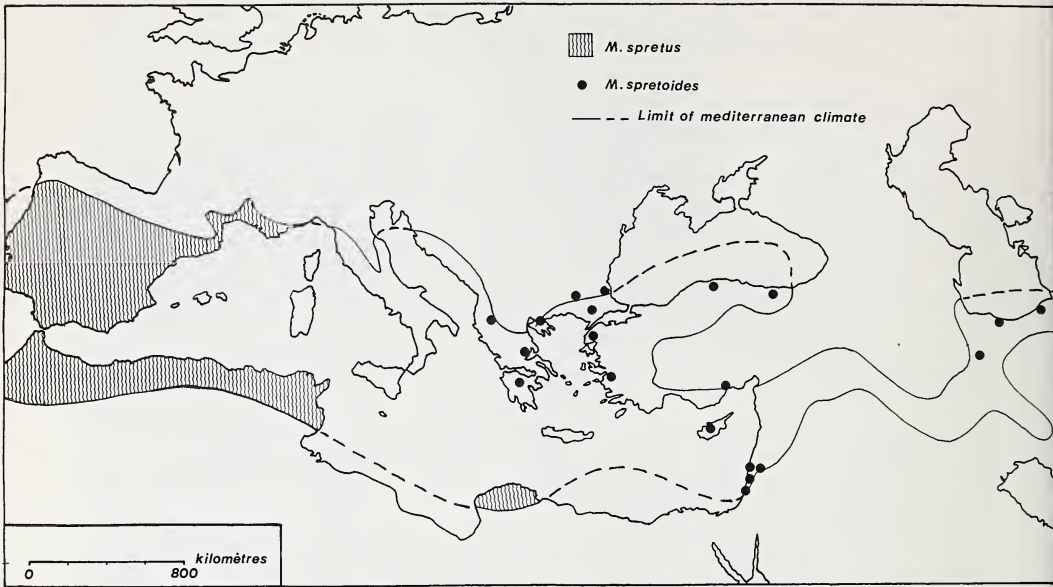 M. spretus
M. spretoides
Limit of mediterranean climate
kilomètres
0 800